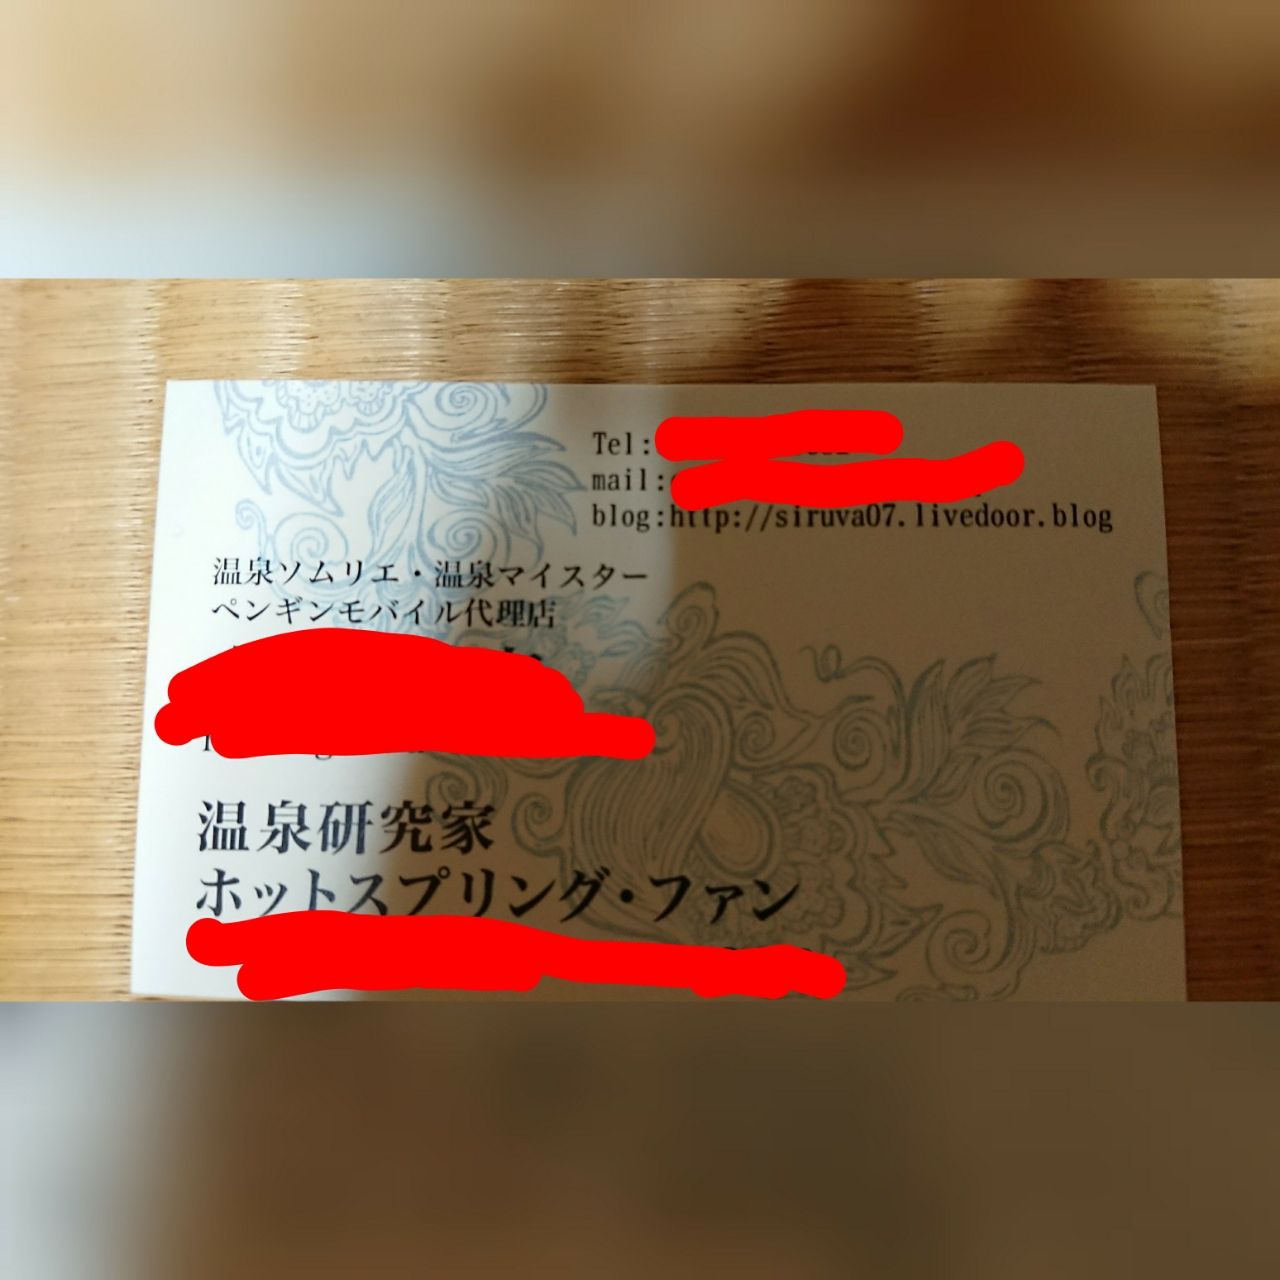 Tel:
mail:
blog:http://siruva07.livedoor.blog
温泉ソムリエ・温泉マイスター
ペンギンモバイル代理店
温泉研究家
ホットスプリング・ファン